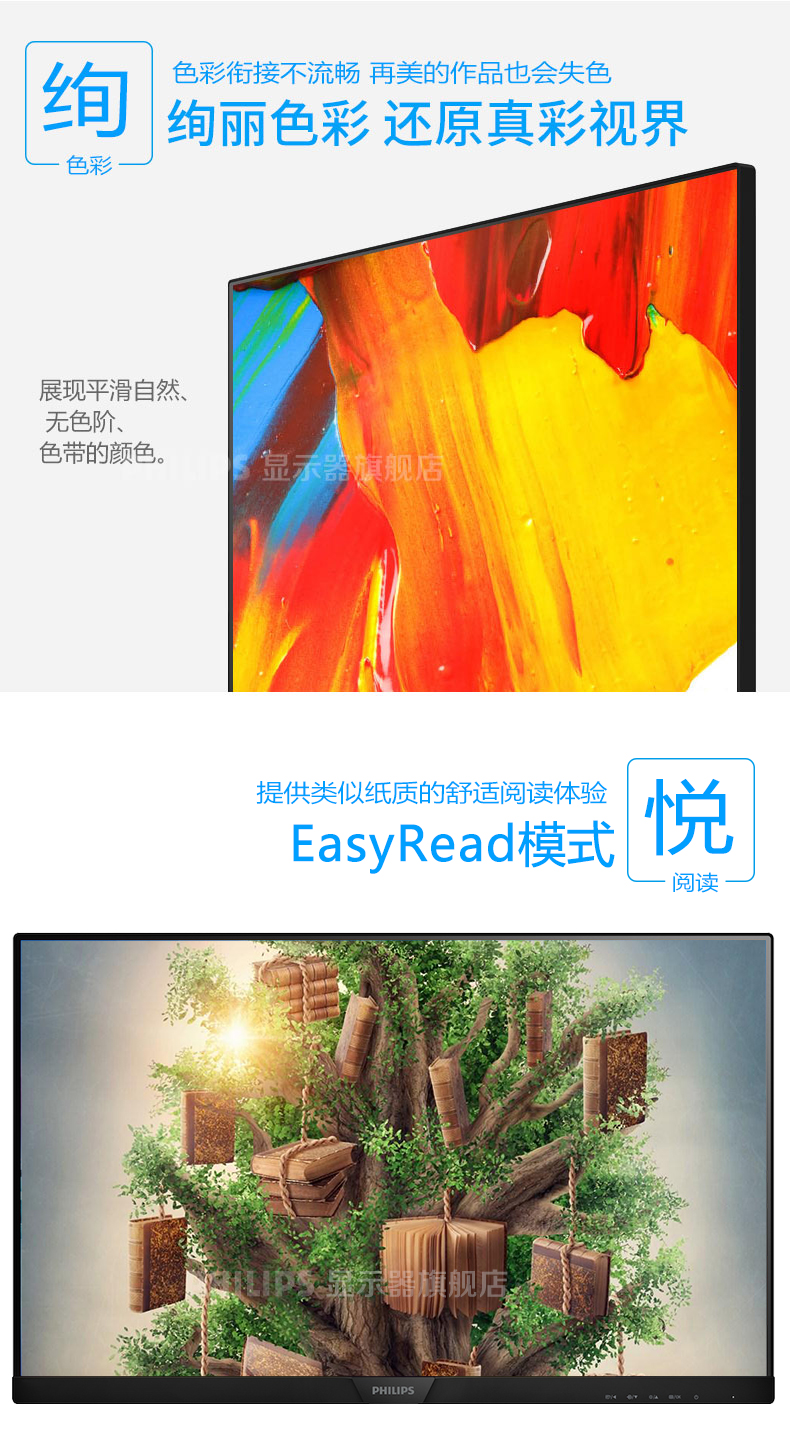 绚
色彩
色彩衔接不流畅 再美的作品也会失色
绚丽色彩 还原真彩视界
展现平滑自然、
无色阶、
色带的颜色。
PHILIPS 显示器旗舰店
提供类似纸质的舒适阅读体验
EasyRead模式
悦
阅读
PHILIPS 显示器旗舰店
PHILIPS